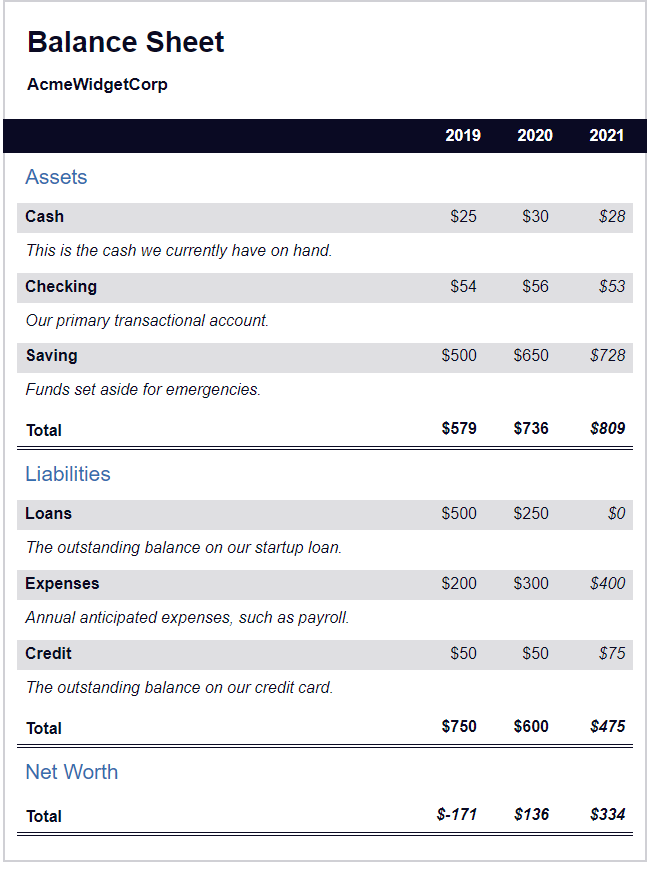 Balance Sheet
AcmeWidgetCorp
2019 2020 2021
Assets
Cash $25 $30 $28
This is the cash we currently have on hand.
Checking $54 $56 $53
Our primary transactional account.
Saving $500 $650 $728
Funds set aside for emergencies.
Total $579 $736 $809
Liabilities
Loans $500 $250 $0
The outstanding balance on our startup loan.
Expenses $200 $300 $400
Annual anticipated expenses, such as payroll.
Credit $50 $50 $75
The outstanding balance on our credit card.
Total $750 $600 $475
Net Worth
Total $-171 $136 $334